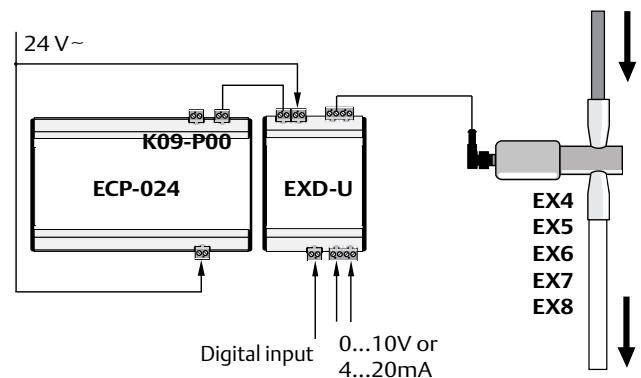 24 V~
K09-P00
ECP-024
EXD-U
EX4
EX5
EX6
EX7
EX8
Digital input
0...10V or
4...20mA